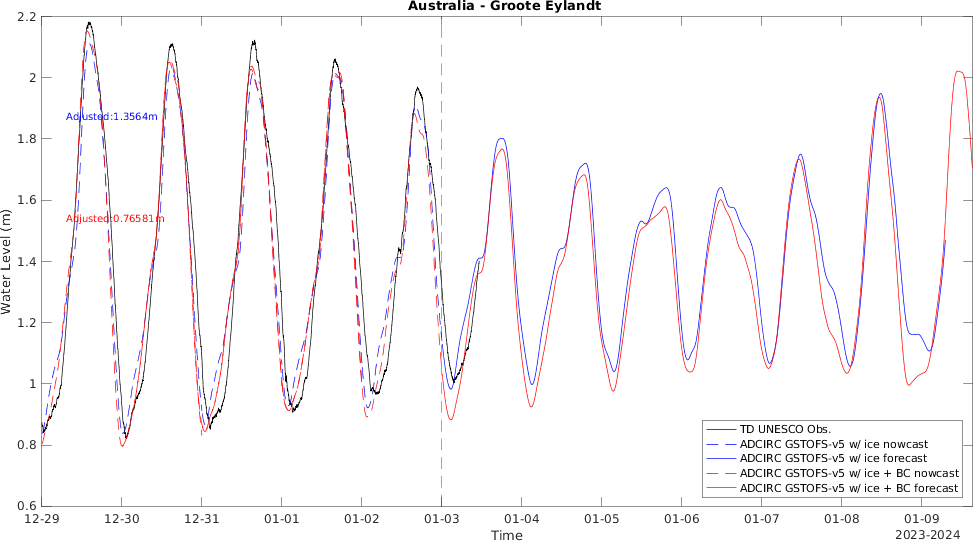 Australia - Groote Eylandt
2.2
2
1.8
1.6
1.4
1.2
1
0.8
0.6
Water Level (m)
Adjusted:1.3564m
Adjusted:0.76581m
TD UNESCO Obs.
ADCIRC GSTOFS-v5 w/ ice nowcast
ADCIRC GSTOFS-v5 w/ ice forecast
ADCIRC GSTOFS-v5 w/ ice + BC nowcast
ADCIRC GSTOFS-v5 w/ ice + BC forecast
12-29 12-30 12-31 01-01 01-02 01-03 01-04 01-05 01-06 01-07 01-08 01-09
Time
2023-2024